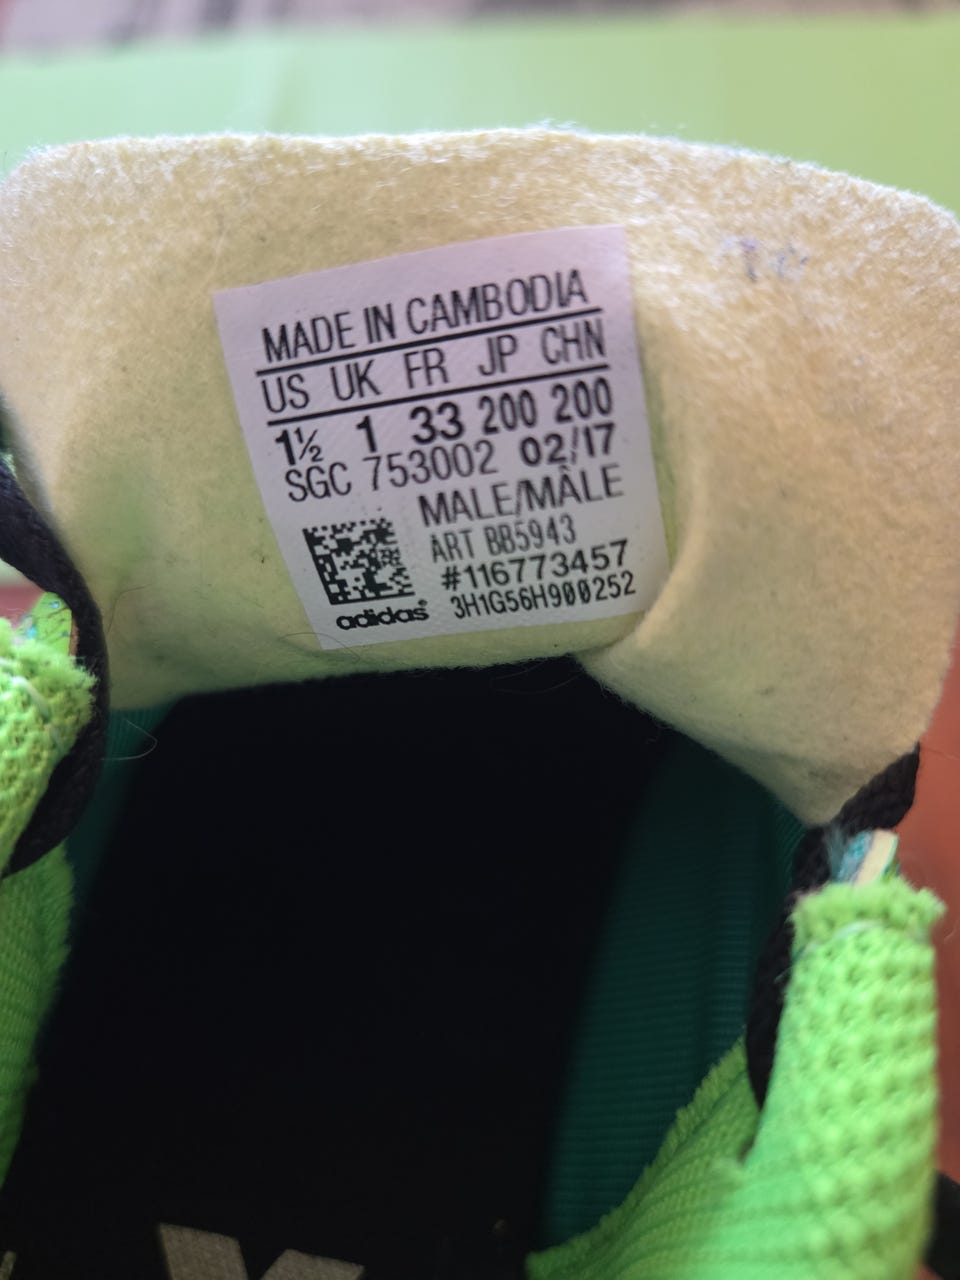 MADE IN CAMBODIA
US UK FR JP CHN
1½ 1 33 200 200
SGC 753002 02/17
MALE/MÂLE
ART BB5943
#116773457
adidas® 3H1G56H900252